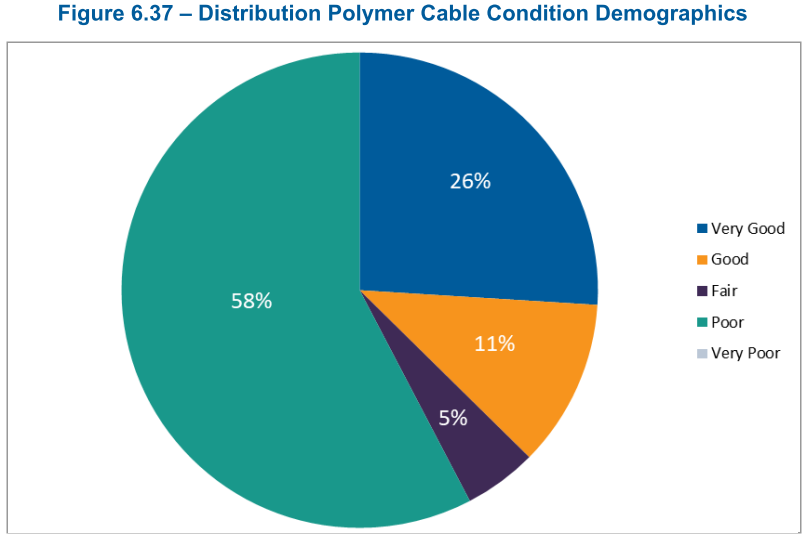 Figure 6.37 – Distribution Polymer Cable Condition Demographics
26%
58%
11%
5%
Very Good
Good
Fair
Poor
Very Poor